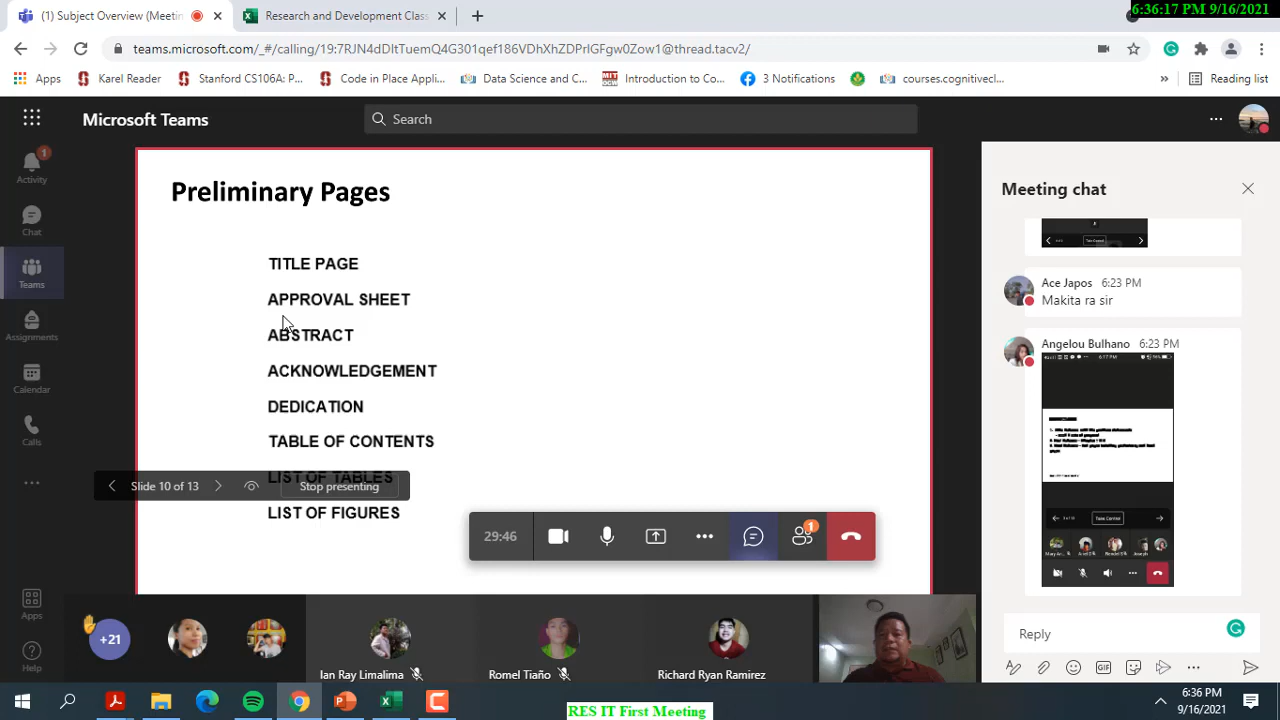 6:36:17 PM 9/16/2021
(1) Subject Overview (Meetin
Research and Development Class
teams.microsoft.com/_#/calling/19:7RJN4dDItTuemQ4G301qef186VDhXhZDPrIGFgw0Zow1@thread.tacv2/
Apps
Karel Reader
Stanford CS106A: P...
Code in Place Appli...
Data Science and C...
Introduction to Co...
3 Notifications
courses.cognitivecl...
Reading list
Microsoft Teams
Search
Activity
Chat
Teams
Assignments
Calendar
Calls
Apps
Help
Preliminary Pages
TITLE PAGE
APPROVAL SHEET
ABSTRACT
ACKNOWLEDGEMENT
DEDICATION
TABLE OF CONTENTS
LIST OF TABLES
LIST OF FIGURES
Slide 10 of 13
Stop presenting
29:46
1
+21
Ian Ray Limalima
Romel Tiaño
Richard Ryan Ramirez
Meeting chat
Ace Japos 6:23 PM
Makita ra sir
Angelou Bulhano 6:23 PM
Take Control
Reply
GIF
6:36 PM
9/16/2021
RES IT First Meeting